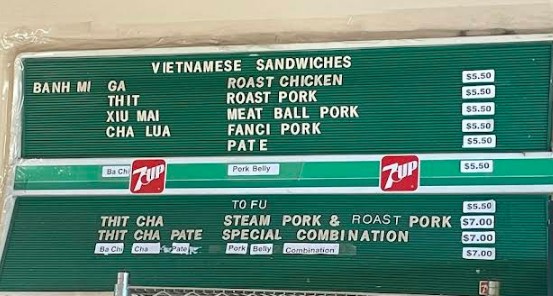 VIETNAMESE SANDWICHES
BANH MI GA ROAST CHICKEN $5.50
THIT ROAST PORK $5.50
XIU MAI MEAT BALL PORK $5.50
CHA LUA FANCI PORK $5.50
PATE $5.50
Ba Chi 7UP Pork Belly 7UP $5.50
TO FU $5.50
THIT CHA STEAM PORK & ROAST PORK $7.00
THIT CHA PATE SPECIAL COMBINATION $7.00
Ba Chi Cha Pate Pork Belly Combination $7.00